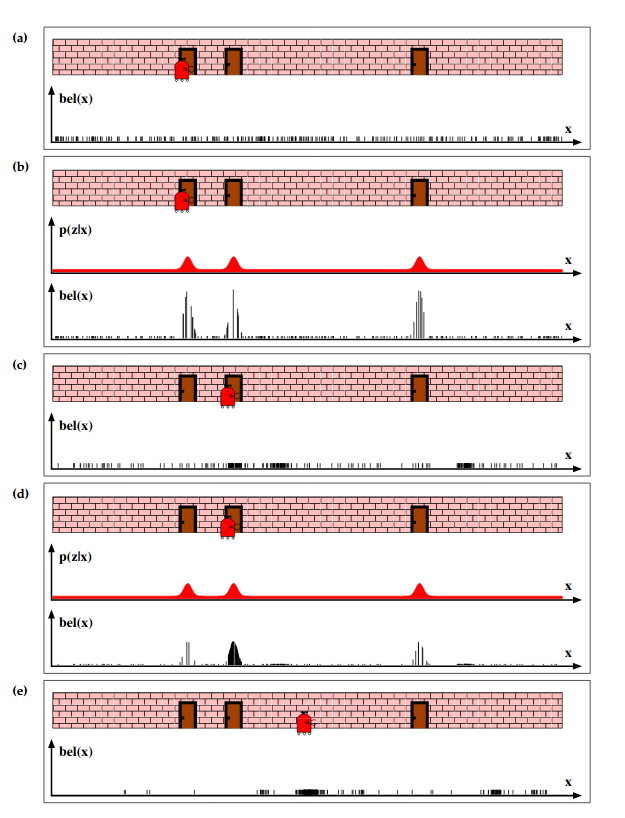 (a)
bel(x)
x
(b)
p(z|x)
x
bel(x)
x
(c)
bel(x)
x
(d)
p(z|x)
x
bel(x)
x
(e)
bel(x)
x